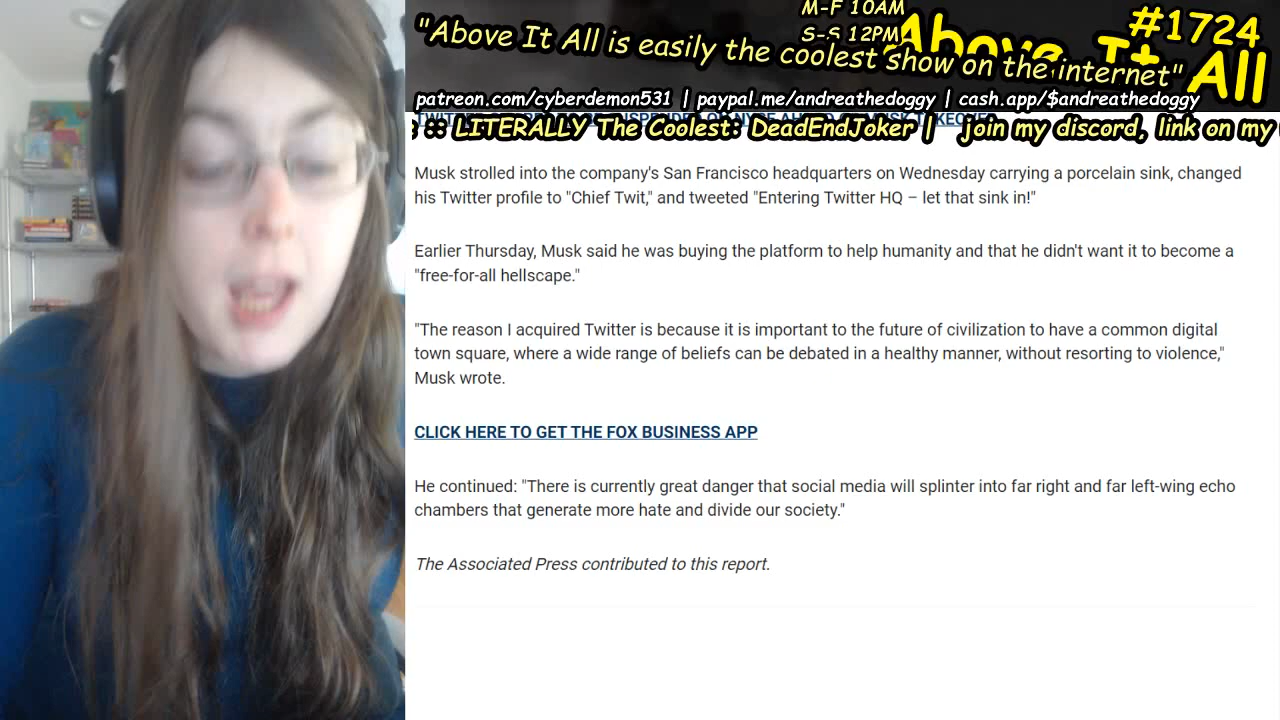 M-F 10AM
S-S 12PM
#1724
Above It All
"Above It All is easily the coolest show on the internet"
patreon.com/cyberdemon531 | paypal.me/andreathedoggy | cash.app/$andreathedoggy
:: LITERALLY The Coolest: DeadEndJoker | join my discord, link on my
Musk strolled into the company's San Francisco headquarters on Wednesday carrying a porcelain sink, changed
his Twitter profile to "Chief Twit," and tweeted "Entering Twitter HQ – let that sink in!"
Earlier Thursday, Musk said he was buying the platform to help humanity and that he didn't want it to become a
"free-for-all hellscape."
"The reason I acquired Twitter is because it is important to the future of civilization to have a common digital
town square, where a wide range of beliefs can be debated in a healthy manner, without resorting to violence,"
Musk wrote.
CLICK HERE TO GET THE FOX BUSINESS APP
He continued: "There is currently great danger that social media will splinter into far right and far left-wing echo
chambers that generate more hate and divide our society."
The Associated Press contributed to this report.